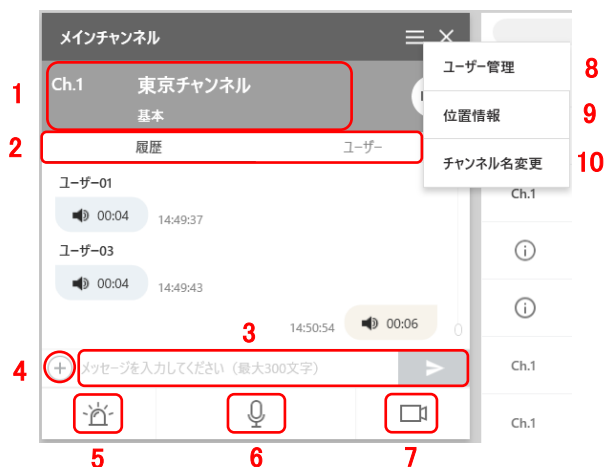 メインチャンネル
ユーザー管理 8
1 Ch.1 東京チャンネル
基本
位置情報 9
2 履歴 ユーザー
チャンネル名変更 10
ユーザー01
Ch.1
00:04 14:49:37
ユーザー03
00:04 14:49:43
14:50:54 00:06
3
4 メッセージを入力してください（最大300文字）
Ch.1
Ch.1
5 6 7